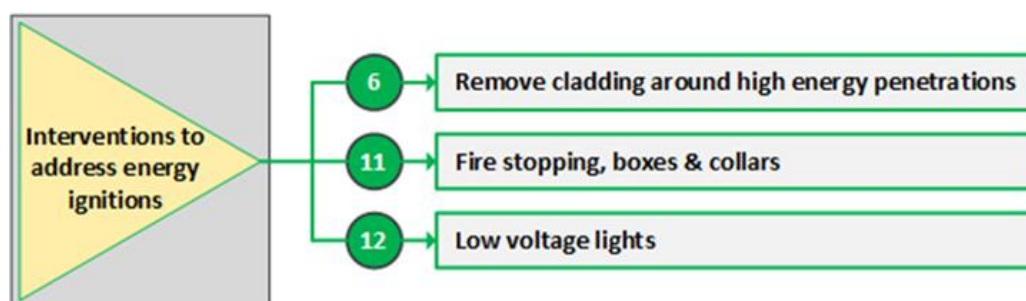 Interventions to
address energy
ignitions
6
Remove cladding around high energy penetrations
11
Fire stopping, boxes & collars
12
Low voltage lights